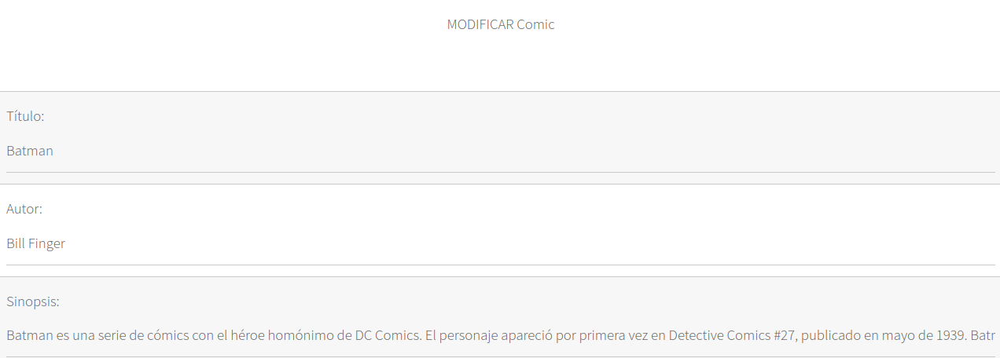 MODIFICAR Comic
Título:
Batman
Autor:
Bill Finger
Sinopsis:
Batman es una serie de cómics con el héroe homónimo de DC Comics. El personaje apareció por primera vez en Detective Comics #27, publicado en mayo de 1939. Batr